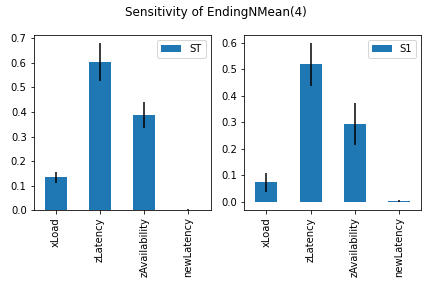 Sensitivity of EndingNMean(4)
ST
0.7
0.6
0.5
0.4
0.3
0.2
0.1
0.0
xLoad
zLatency
zAvailability
newLatency
S1
0.6
0.5
0.4
0.3
0.2
0.1
0.0
xLoad
zLatency
zAvailability
newLatency